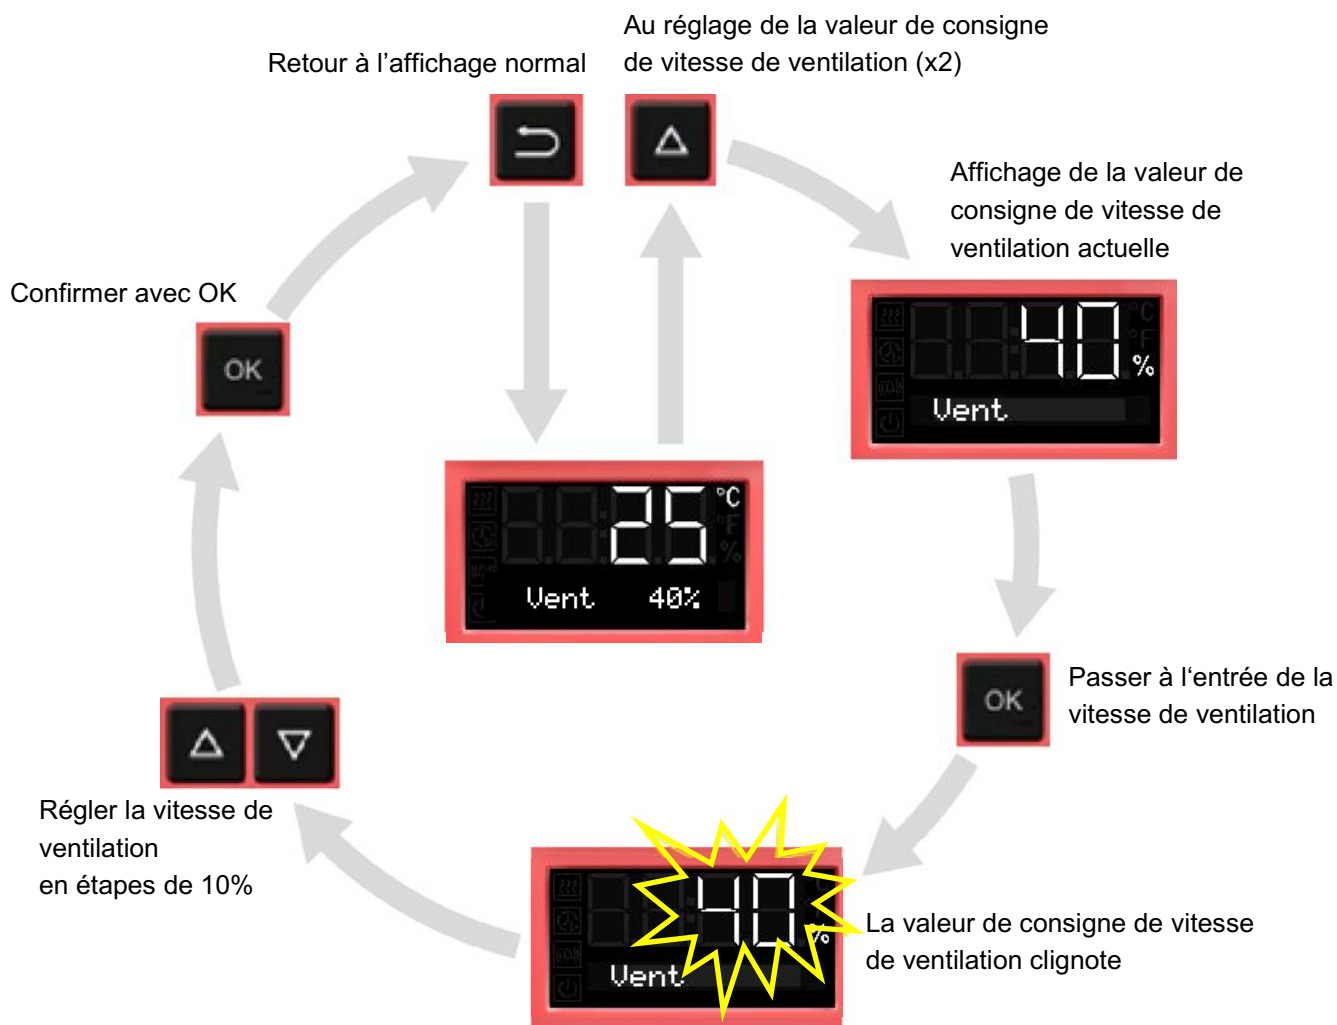 Au réglage de la valeur de consigne
de vitesse de ventilation (x2)
Retour à l’affichage normal
Affichage de la valeur de
consigne de vitesse de
ventilation actuelle
Confirmer avec OK
OK
40
°C
°F
%
Vent
25
°C
°F
%
Vent 40%
OK
Passer à l‘entrée de la
vitesse de ventilation
Régler la vitesse de
ventilation
en étapes de 10%
40
%
Vent
La valeur de consigne de vitesse
de ventilation clignote